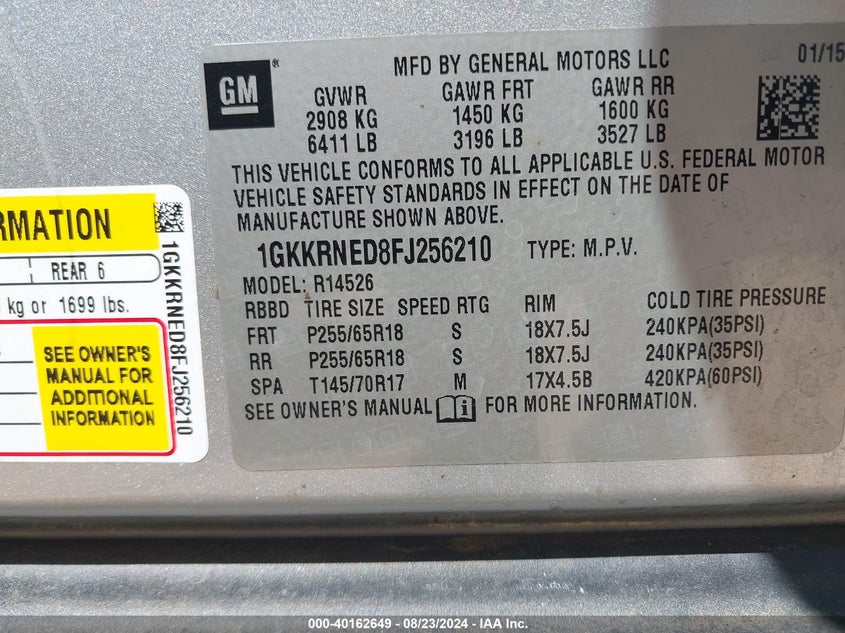 MFD BY GENERAL MOTORS LLC 01/15
GM ®
GVWR GAWR FRT GAWR RR
2908 KG 1450 KG 1600 KG
6411 LB 3196 LB 3527 LB
THIS VEHICLE CONFORMS TO ALL APPLICABLE U.S. FEDERAL MOTOR
VEHICLE SAFETY STANDARDS IN EFFECT ON THE DATE OF
MANUFACTURE SHOWN ABOVE.
1GKKRNED8FJ256210 TYPE: M.P.V.
MODEL: R14526
RBBD TIRE SIZE SPEED RTG RIM COLD TIRE PRESSURE
FRT P255/65R18 S 18X7.5J 240KPA(35PSI)
RR P255/65R18 S 18X7.5J 240KPA(35PSI)
SPA T145/70R17 M 17X4.5B 420KPA(60PSI)
SEE OWNER'S MANUAL i FOR MORE INFORMATION.
RMATION
REAR 6
kg or 1699 lbs.
SEE OWNER'S
MANUAL FOR
ADDITIONAL
INFORMATION
1GKKRNED8FJ256210
000-40162649 - 08/23/2024 - IAA Inc.